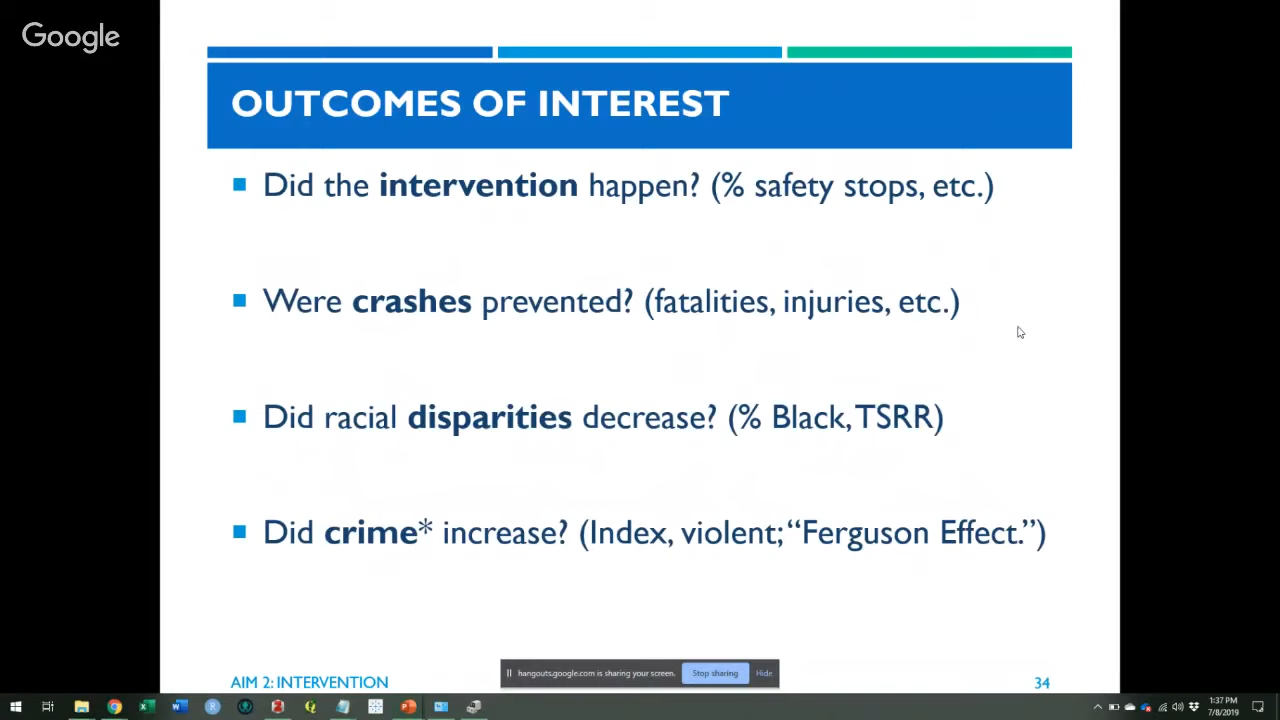 Google
OUTCOMES OF INTEREST
Did the intervention happen? (% safety stops, etc.)
Were crashes prevented? (fatalities, injuries, etc.)
Did racial disparities decrease? (% Black, TSRR)
Did crime* increase? (Index, violent; “Ferguson Effect.”)
hangouts.google.com is sharing your screen. Stop sharing Hide
AIM 2: INTERVENTION 34
1:37 PM
7/8/2019